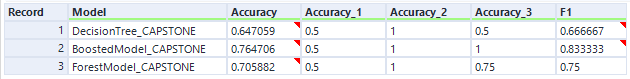 Record Model Accuracy Accuracy_1 Accuracy_2 Accuracy_3 F1
1 DecisionTree_CAPSTONE 0.647059 0.5 1 0.5 0.666667
2 BoostedModel_CAPSTONE 0.764706 0.5 1 1 0.833333
3 ForestModel_CAPSTONE 0.705882 0.5 1 0.75 0.75